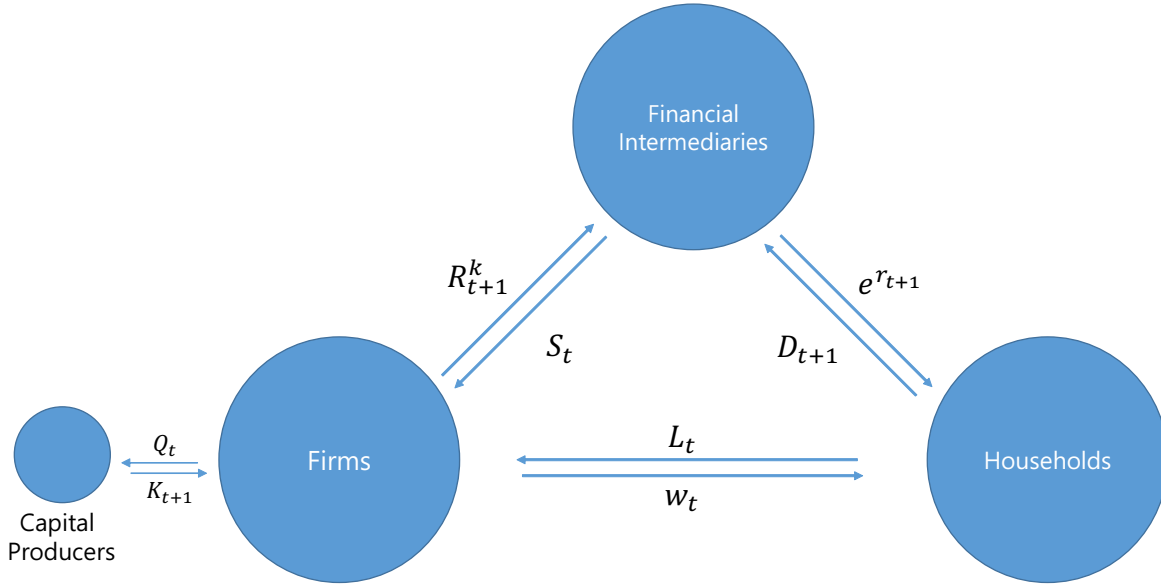 Financial
Intermediaries
R^k_{t+1}
e^{r_{t+1}}
S_t
D_{t+1}
Q_t
K_{t+1}
Firms
L_t
w_t
Households
Capital
Producers